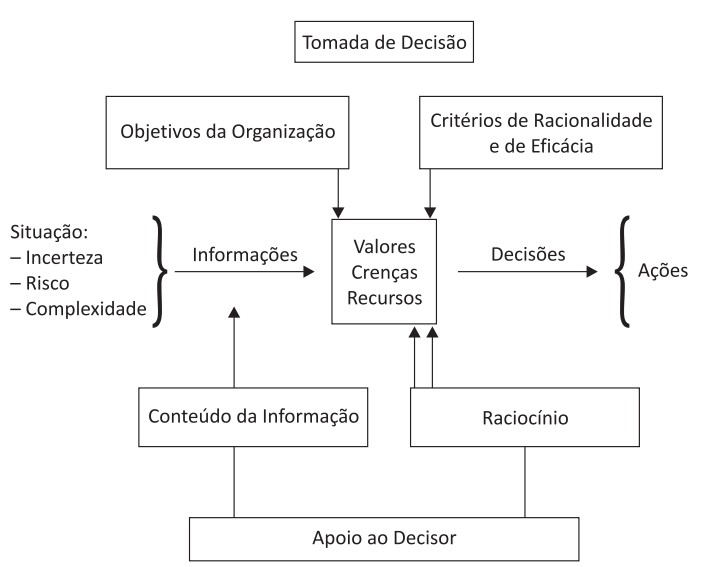 Tomada de Decisão
Objetivos da Organização
Critérios de Racionalidade
e de Eficácia
Situação:
– Incerteza
– Risco
– Complexidade
Informações
Valores
Crenças
Recursos
Decisões
Ações
Conteúdo da Informação
Raciocínio
Apoio ao Decisor